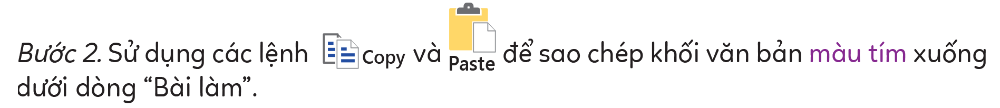 Bước 2. Sử dụng các lệnh Copy và Paste để sao chép khối văn bản màu tím xuống
dưới dòng “Bài làm”.